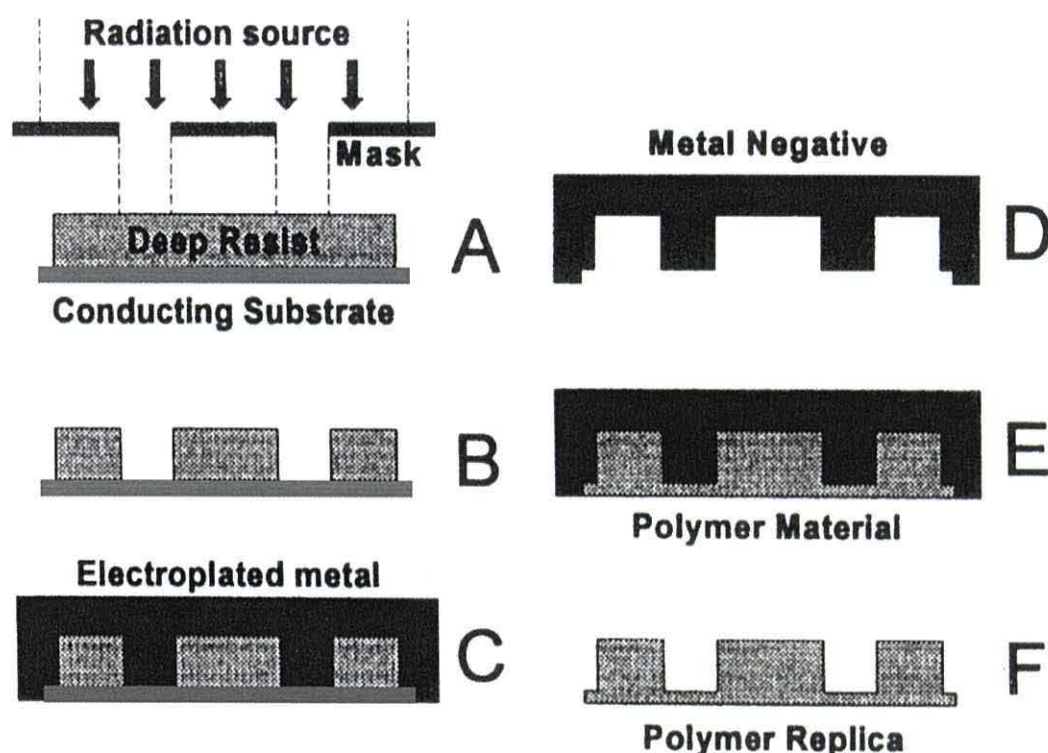 Radiation source
Mask
Deep Resist
A
Conducting Substrate
B
Electroplated metal
C
Metal Negative
D
E
Polymer Material
F
Polymer Replica